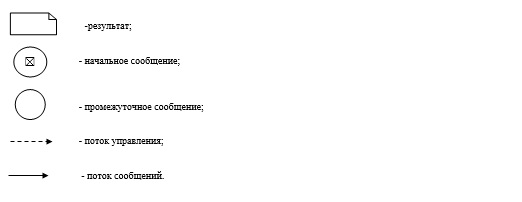 -результат;
- начальное сообщение;
- промежуточное сообщение;
- поток управления;
- поток сообщений.